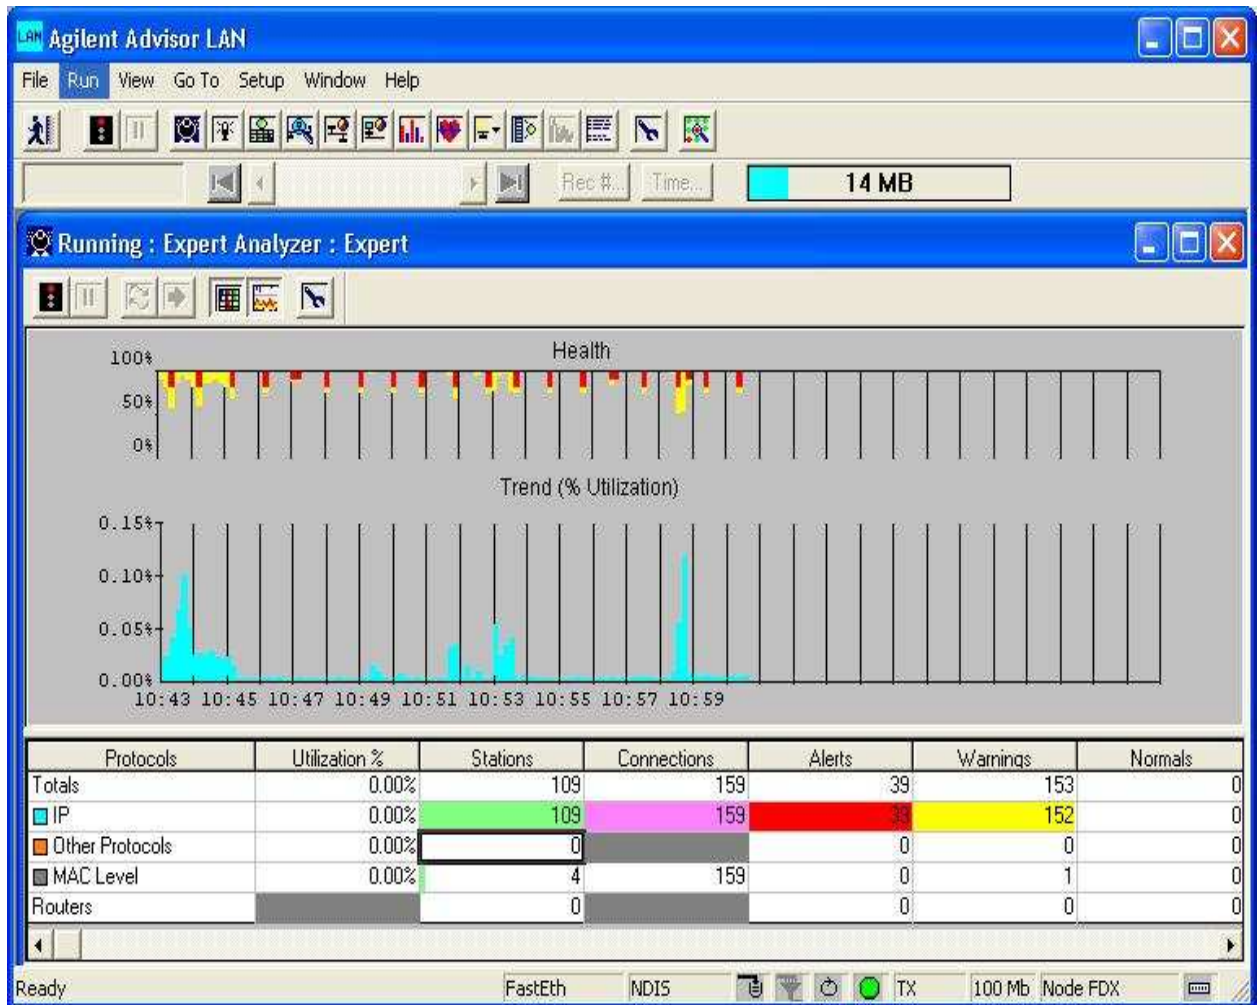 LAN Agilent Advisor LAN
File Run View Go To Setup Window Help
Rec #... Time... 14 MB
Running : Expert Analyzer : Expert
Health
100%
50%
0%
Trend (% Utilization)
0.15%
0.10%
0.05%
0.00%
10:43 10:45 10:47 10:49 10:51 10:53 10:55 10:57 10:59
Protocols Utilization % Stations Connections Alerts Warnings Normals
Totals 0.00% 109 159 39 153 0
IP 0.00% 109 159 39 152 0
Other Protocols 0.00% 0 0 0 0
MAC Level 0.00% 4 159 0 1 0
Routers 0 0 0 0
Ready FastEth NDIS TX 100 Mb Node FDX